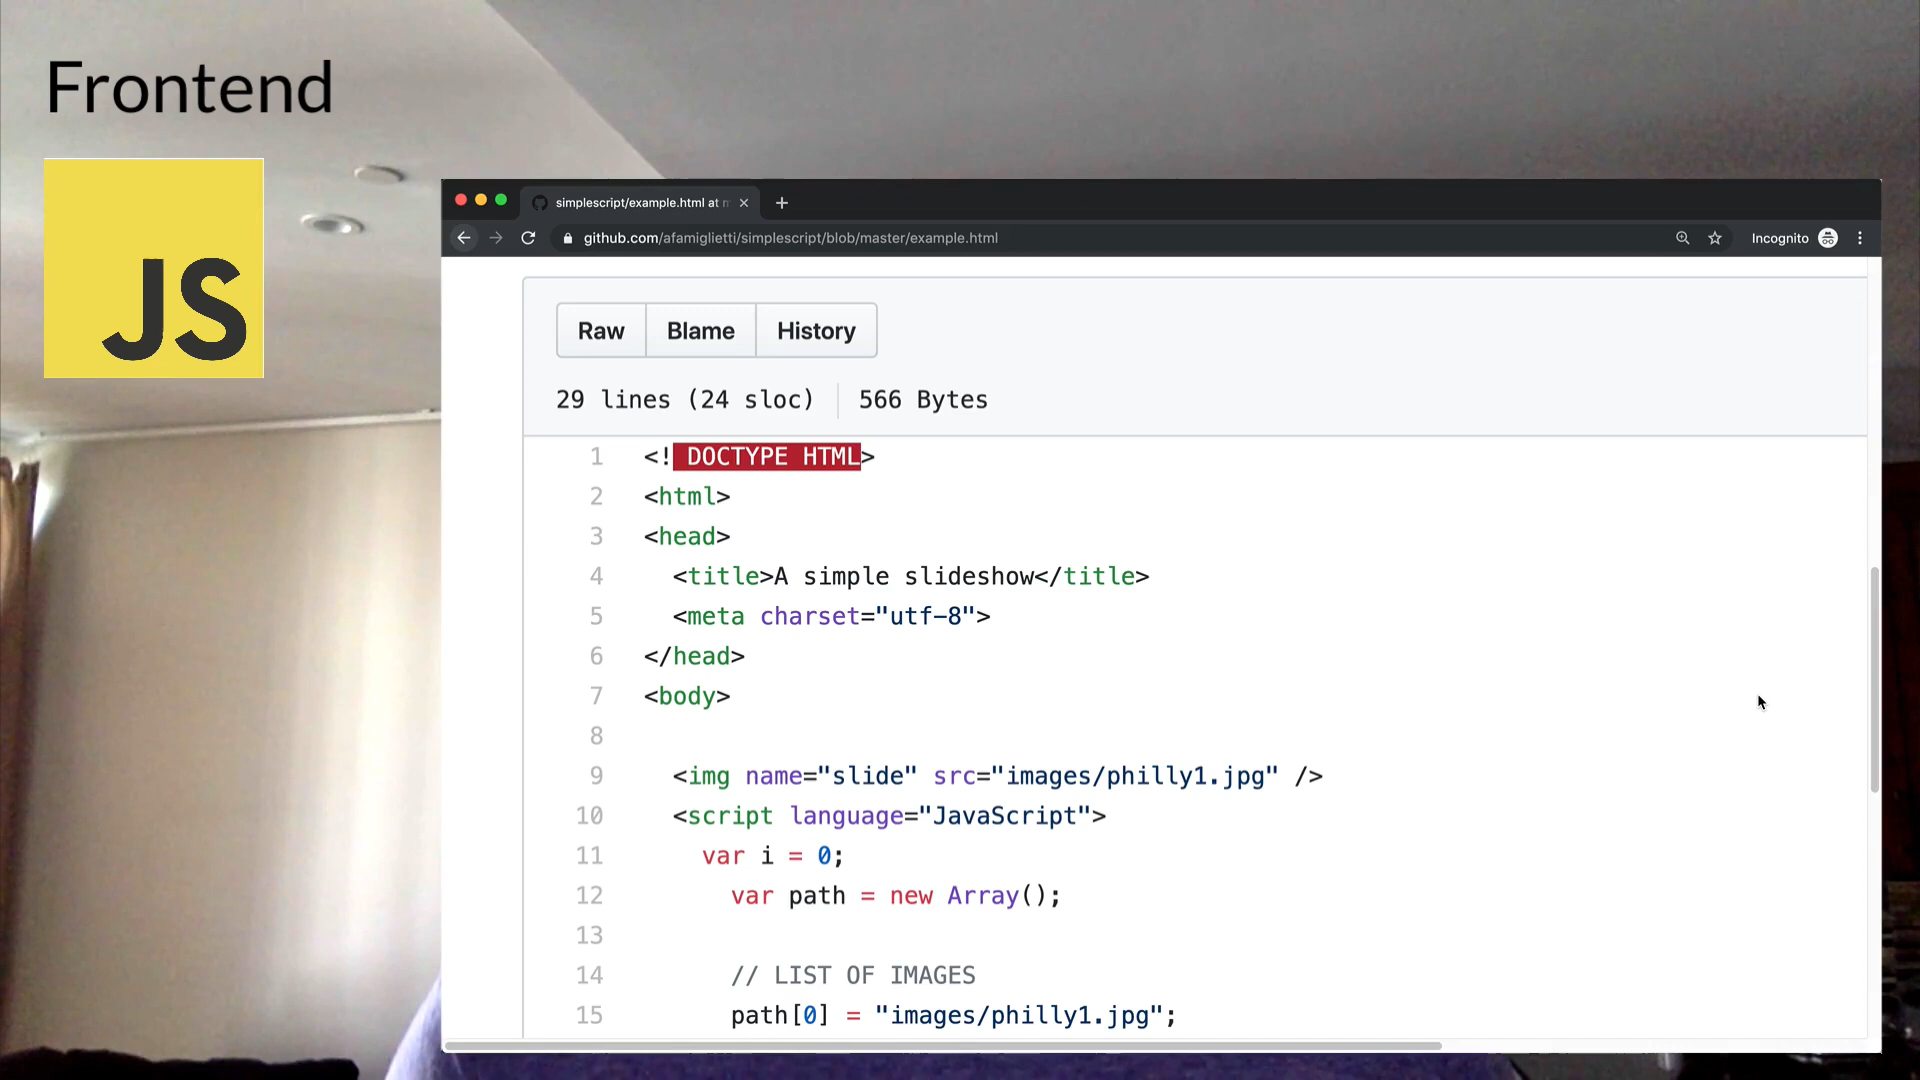 Frontend
JS
simplescript/example.html at m
github.com/afamiglietti/simplescript/blob/master/example.html
Incognito
Raw
Blame
History
29 lines (24 sloc)
566 Bytes
1 <! DOCTYPE HTML>
2 <html>
3 <head>
4 <title>A simple slideshow</title>
5 <meta charset="utf-8">
6 </head>
7 <body>
8
9 <img name="slide" src="images/philly1.jpg" />
10 <script language="JavaScript">
11 var i = 0;
12 var path = new Array();
13
14 // LIST OF IMAGES
15 path[0] = "images/philly1.jpg";